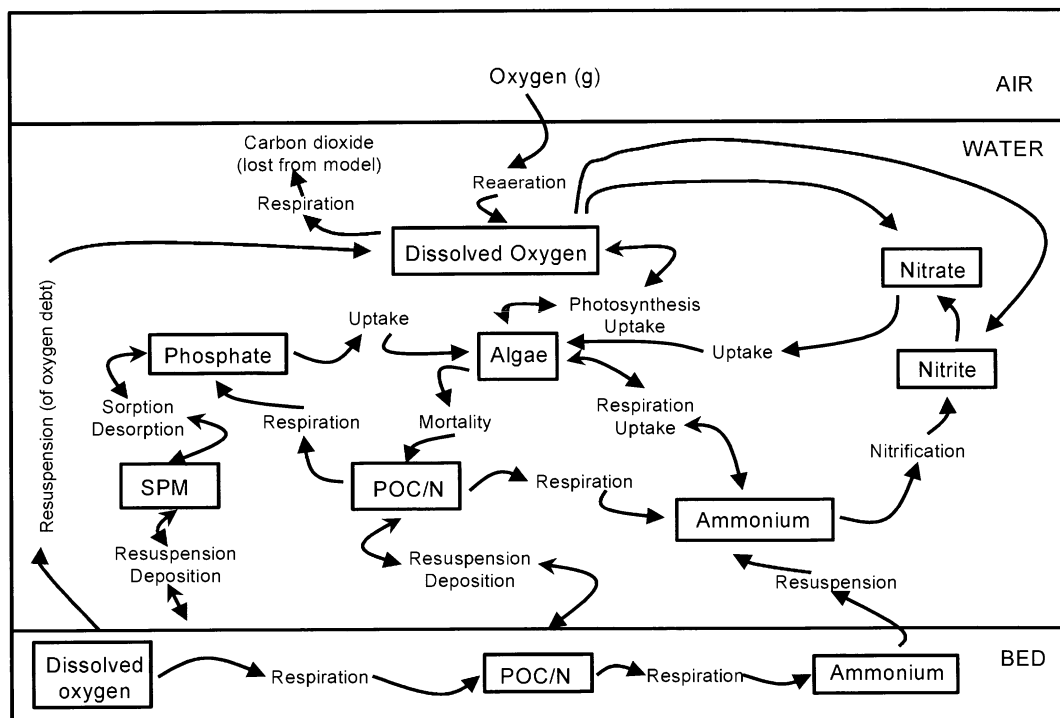 Oxygen (g)
AIR
Carbon dioxide
(lost from model)
WATER
Reaeration
Respiration
Dissolved Oxygen
Nitrate
Resuspension (of oxygen debt)
Photosynthesis
Uptake
Uptake
Phosphate
Algae
Uptake
Nitrite
Sorption
Desorption
Respiration
Mortality
Respiration
Uptake
Nitrification
SPM
POC/N
Respiration
Ammonium
Resuspension
Deposition
Resuspension
Deposition
Resuspension
BED
Dissolved
oxygen
Respiration
POC/N
Respiration
Ammonium